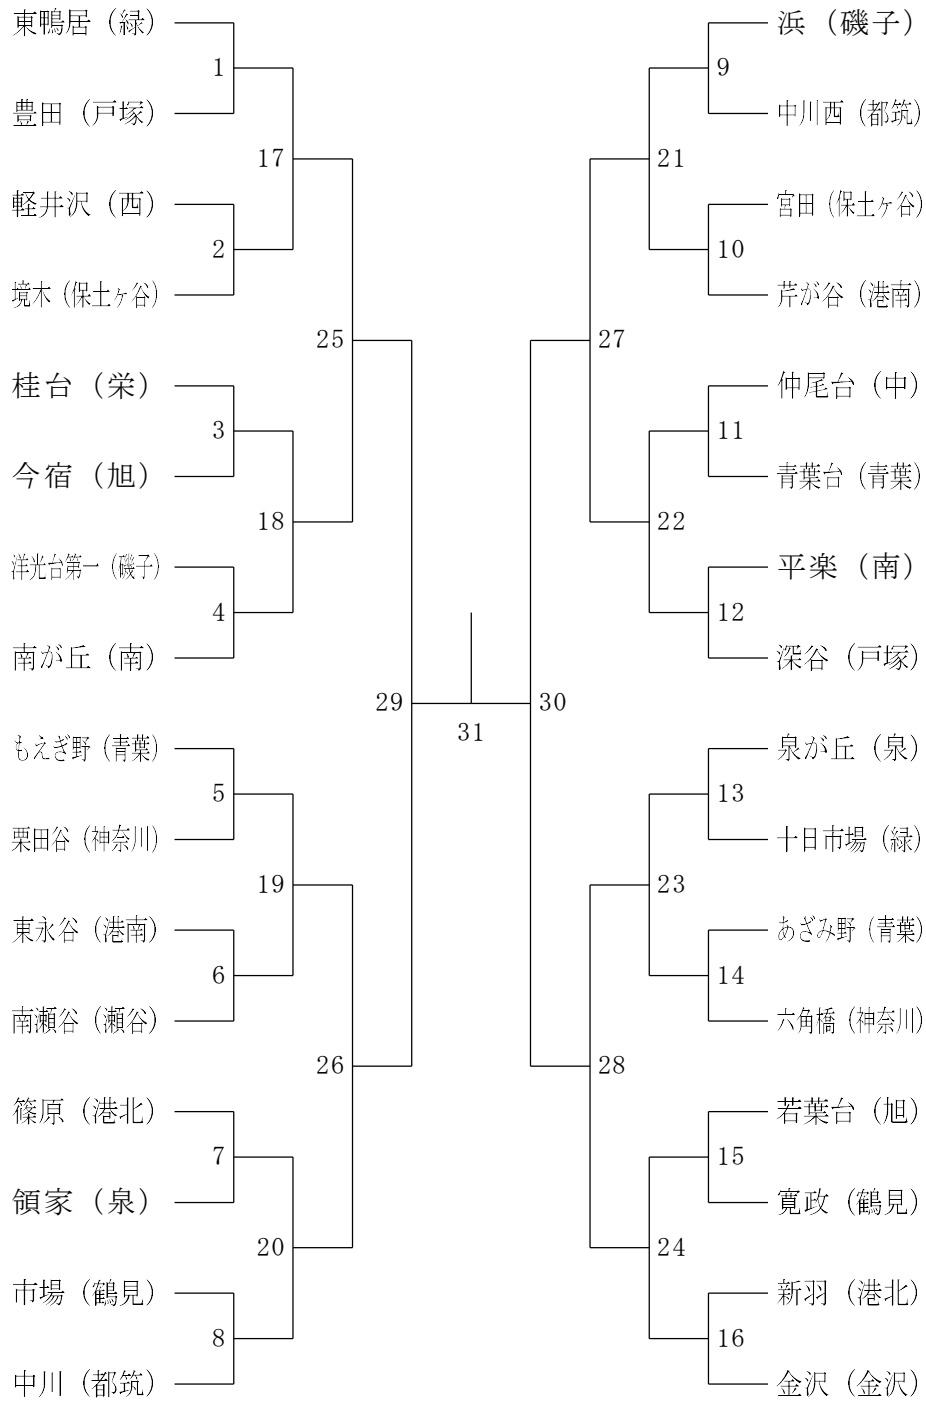 東鴨居（緑）
1
豊田（戸塚）
17
軽井沢（西）
2
境木（保土ヶ谷）
25
桂台（栄）
3
今宿（旭）
18
洋光台第一（磯子）
4
南が丘（南）
29
もえぎ野（青葉）
5
栗田谷（神奈川）
19
東永谷（港南）
6
南瀬谷（瀬谷）
26
篠原（港北）
7
領家（泉）
20
市場（鶴見）
8
中川（都筑）
31
浜（磯子）
9
中川西（都筑）
21
宮田（保土ヶ谷）
10
芹が谷（港南）
27
仲尾台（中）
11
青葉台（青葉）
22
平楽（南）
12
深谷（戸塚）
30
泉が丘（泉）
13
十日市場（緑）
23
あざみ野（青葉）
14
六角橋（神奈川）
28
若葉台（旭）
15
寛政（鶴見）
24
新羽（港北）
16
金沢（金沢）